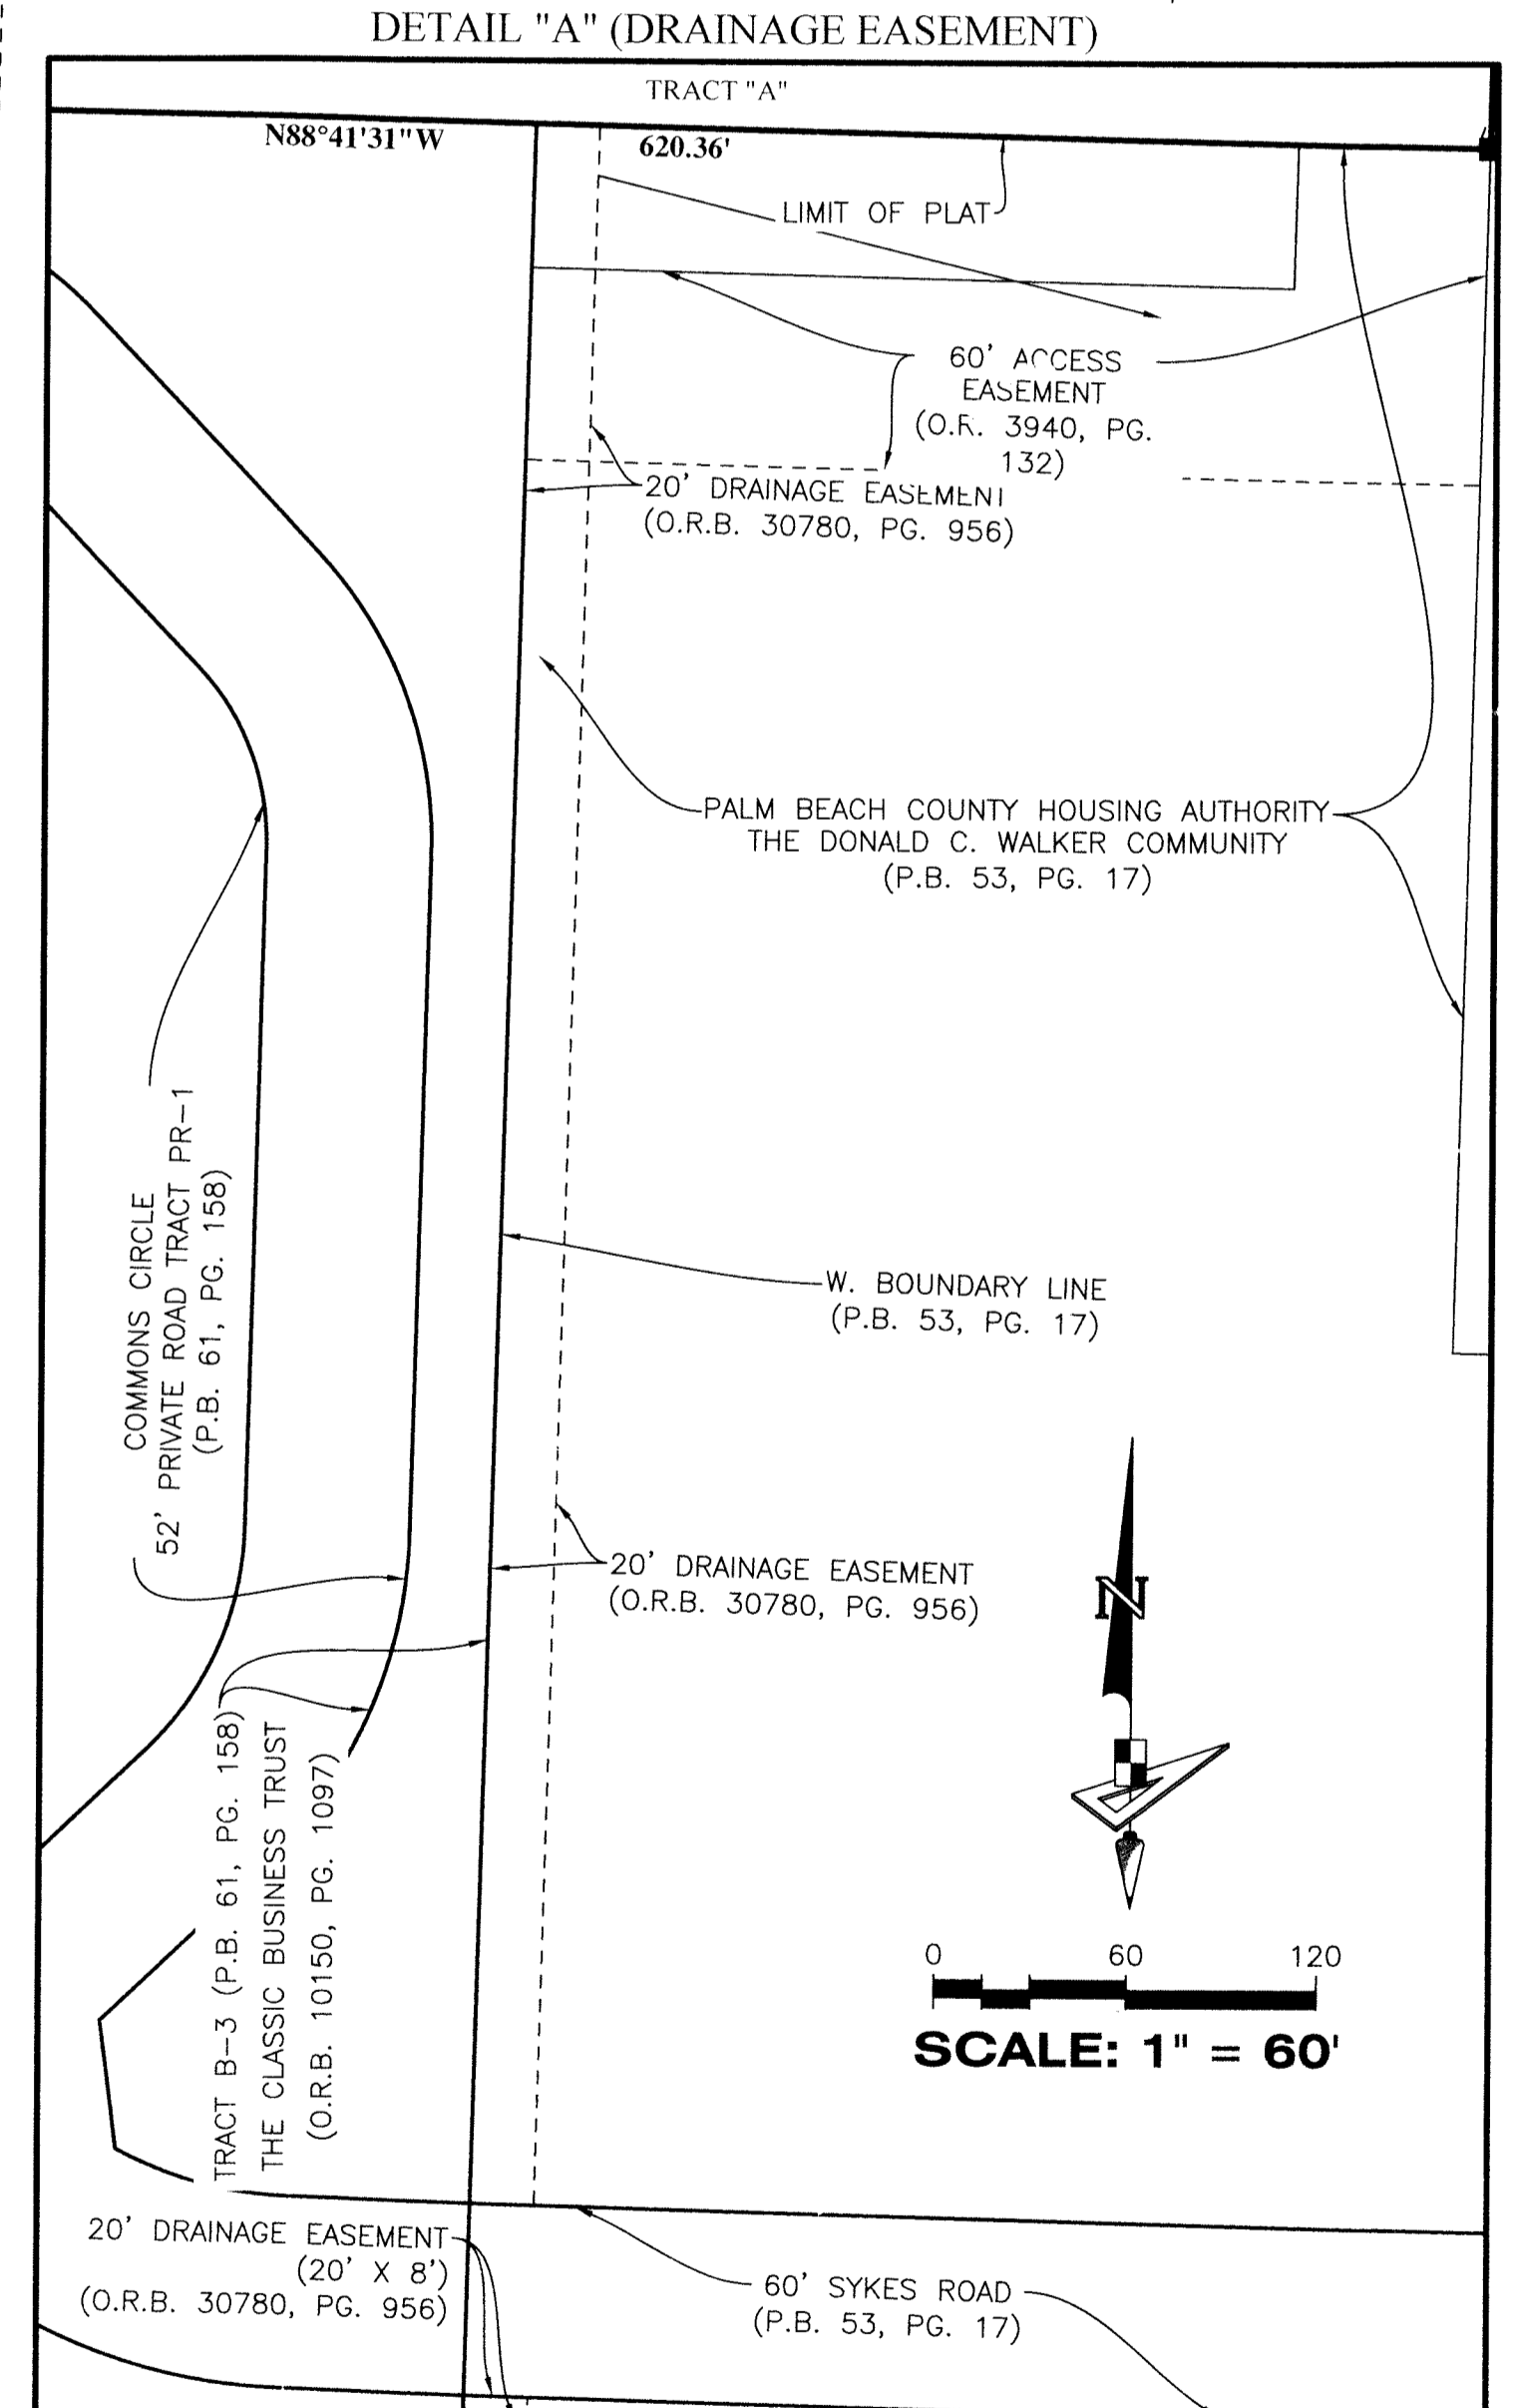 DETAIL "A" (DRAINAGE EASEMENT)
TRACT "A"
N88°41'31"W
620.36'
LIMIT OF PLAT
60' ACCESS
EASEMENT
(O.R. 3940, PG.
132)
20' DRAINAGE EASEMENT
(O.R.B. 30780, PG. 956)
PALM BEACH COUNTY HOUSING AUTHORITY
THE DONALD C. WALKER COMMUNITY
(P.B. 53, PG. 17)
COMMONS CIRCLE
52' PRIVATE ROAD TRACT PR-1
(P.B. 61, PG. 158)
W. BOUNDARY LINE
(P.B. 53, PG. 17)
20' DRAINAGE EASEMENT
(O.R.B. 30780, PG. 956)
N
TRACT B-3 (P.B. 61, PG. 158)
THE CLASSIC BUSINESS TRUST
(O.R.B. 10150, PG. 1097)
0 60 120
SCALE: 1" = 60'
20' DRAINAGE EASEMENT
(20' X 8')
(O.R.B. 30780, PG. 956)
60' SYKES ROAD
(P.B. 53, PG. 17)